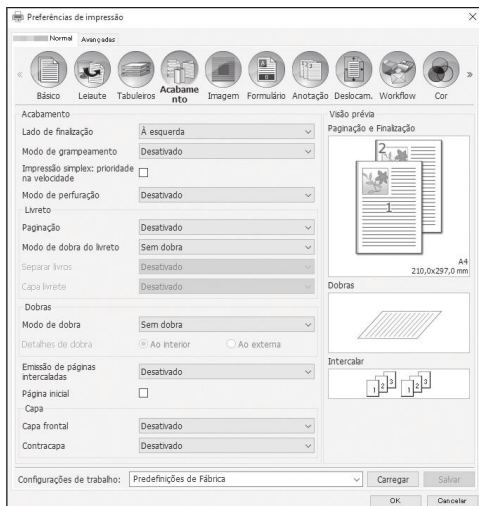 Preferências de impressão
Normal Avançadas
Básico Leiaute Tabuleiros Acabame
nto Imagem Formulário Anotação Deslocam. Workflow Cor
Acabamento
Lado de finalização À esquerda
Modo de grampeamento Desativado
Impressão simplex: prioridade
na velocidade
Modo de perfuração Desativado
Livreto
Paginação Desativado
Modo de dobra do livreto Sem dobra
Separar livros Desativado
Capa livrete Desativado
Dobras
Modo de dobra Sem dobra
Detalhes de dobra Ao interior Ao externa
Emissão de páginas
intercaladas Desativado
Página inicial
Capa
Capa frontal Desativado
Contracapa Desativado
Visão prévia
Paginação e Finalização
2
1
A4
210,0x297,0 mm
Dobras
Intercalar
1 2 3 1 2 3
Configurações de trabalho: Predefinições de Fábrica Carregar Salvar
OK Cancelar